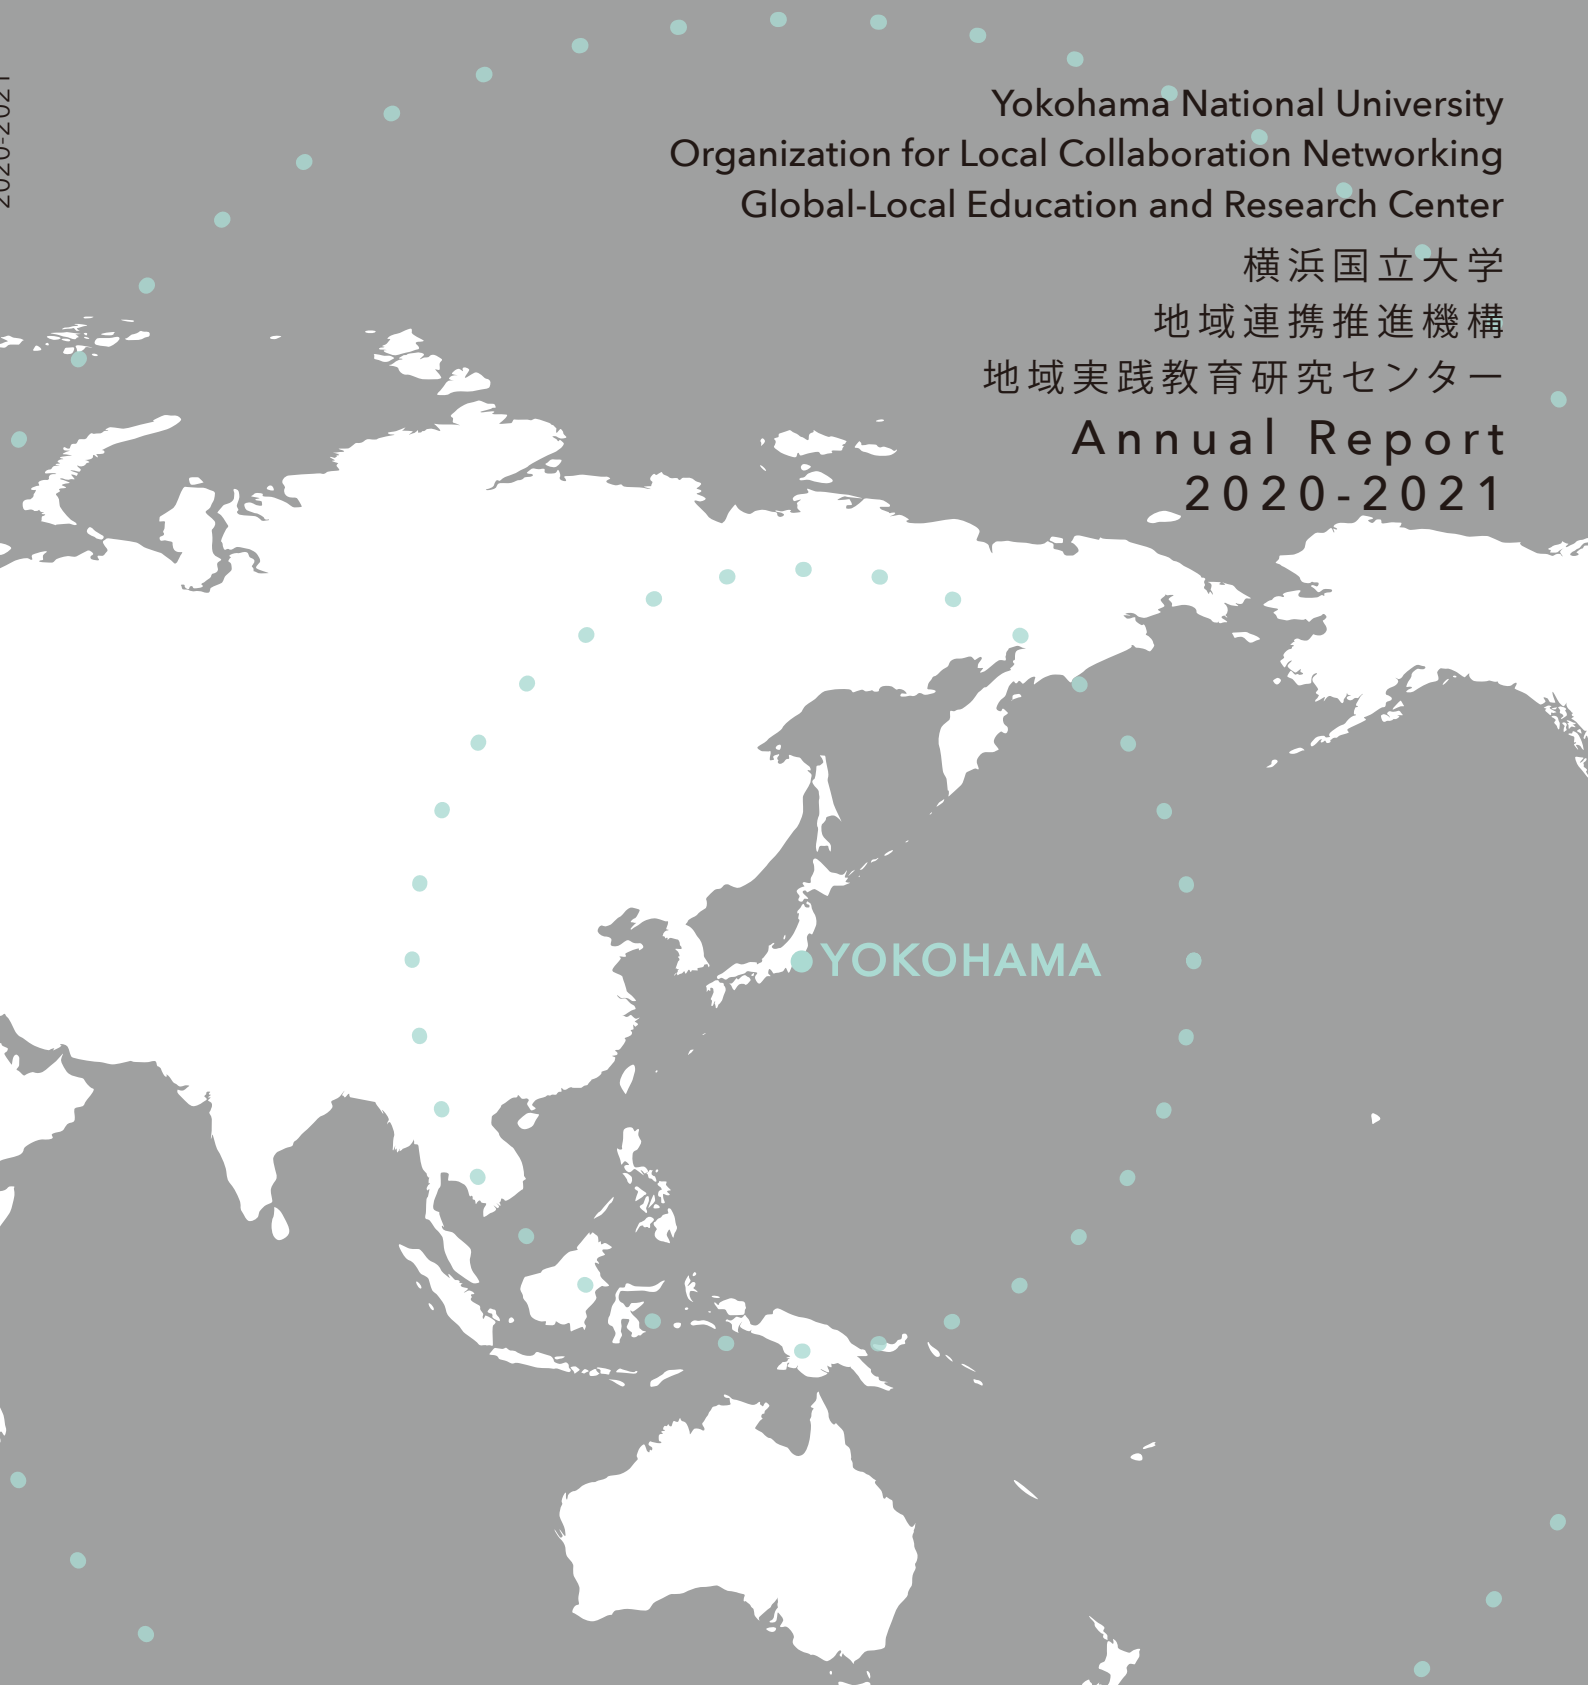 2020-2021
Yokohama National University
Organization for Local Collaboration Networking
Global-Local Education and Research Center
横浜国立大学
地域連携推進機構
地域実践教育研究センター
Annual Report
2020-2021
YOKOHAMA